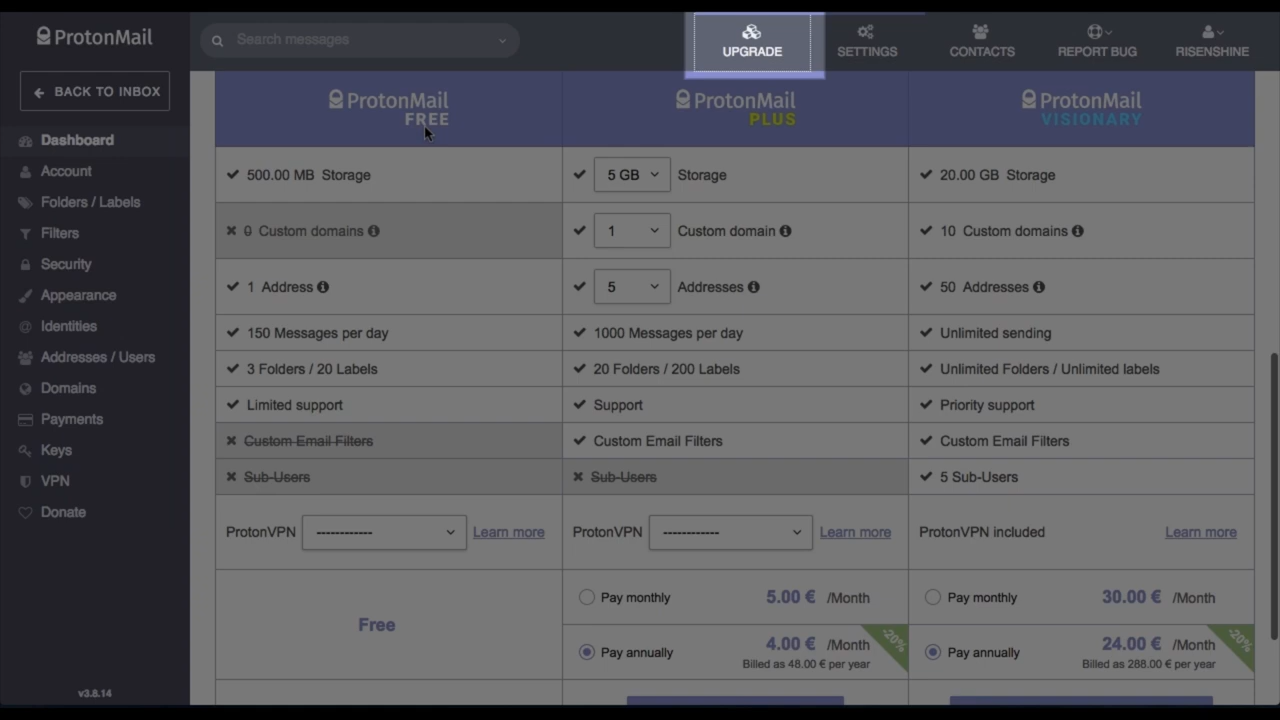 ProtonMail
Search messages
UPGRADE
SETTINGS
CONTACTS
REPORT BUG
RISENSHINE
BACK TO INBOX
Dashboard
Account
Folders / Labels
Filters
Security
Appearance
Identities
Addresses / Users
Domains
Payments
Keys
VPN
Donate
v3.8.14
ProtonMail
FREE
ProtonMail
PLUS
ProtonMail
VISIONARY
500.00 MB Storage
5 GB Storage
20.00 GB Storage
0 Custom domains
1 Custom domain
10 Custom domains
1 Address
5 Addresses
50 Addresses
150 Messages per day
1000 Messages per day
Unlimited sending
3 Folders / 20 Labels
20 Folders / 200 Labels
Unlimited Folders / Unlimited labels
Limited support
Support
Priority support
Custom Email Filters
Custom Email Filters
Custom Email Filters
Sub-Users
Sub-Users
5 Sub-Users
ProtonVPN ------------ Learn more
ProtonVPN ------------ Learn more
ProtonVPN included Learn more
Free
Pay monthly 5.00 € /Month
Pay annually 4.00 € /Month
Billed as 48.00 € per year
-20%
Pay monthly 30.00 € /Month
Pay annually 24.00 € /Month
Billed as 288.00 € per year
-20%